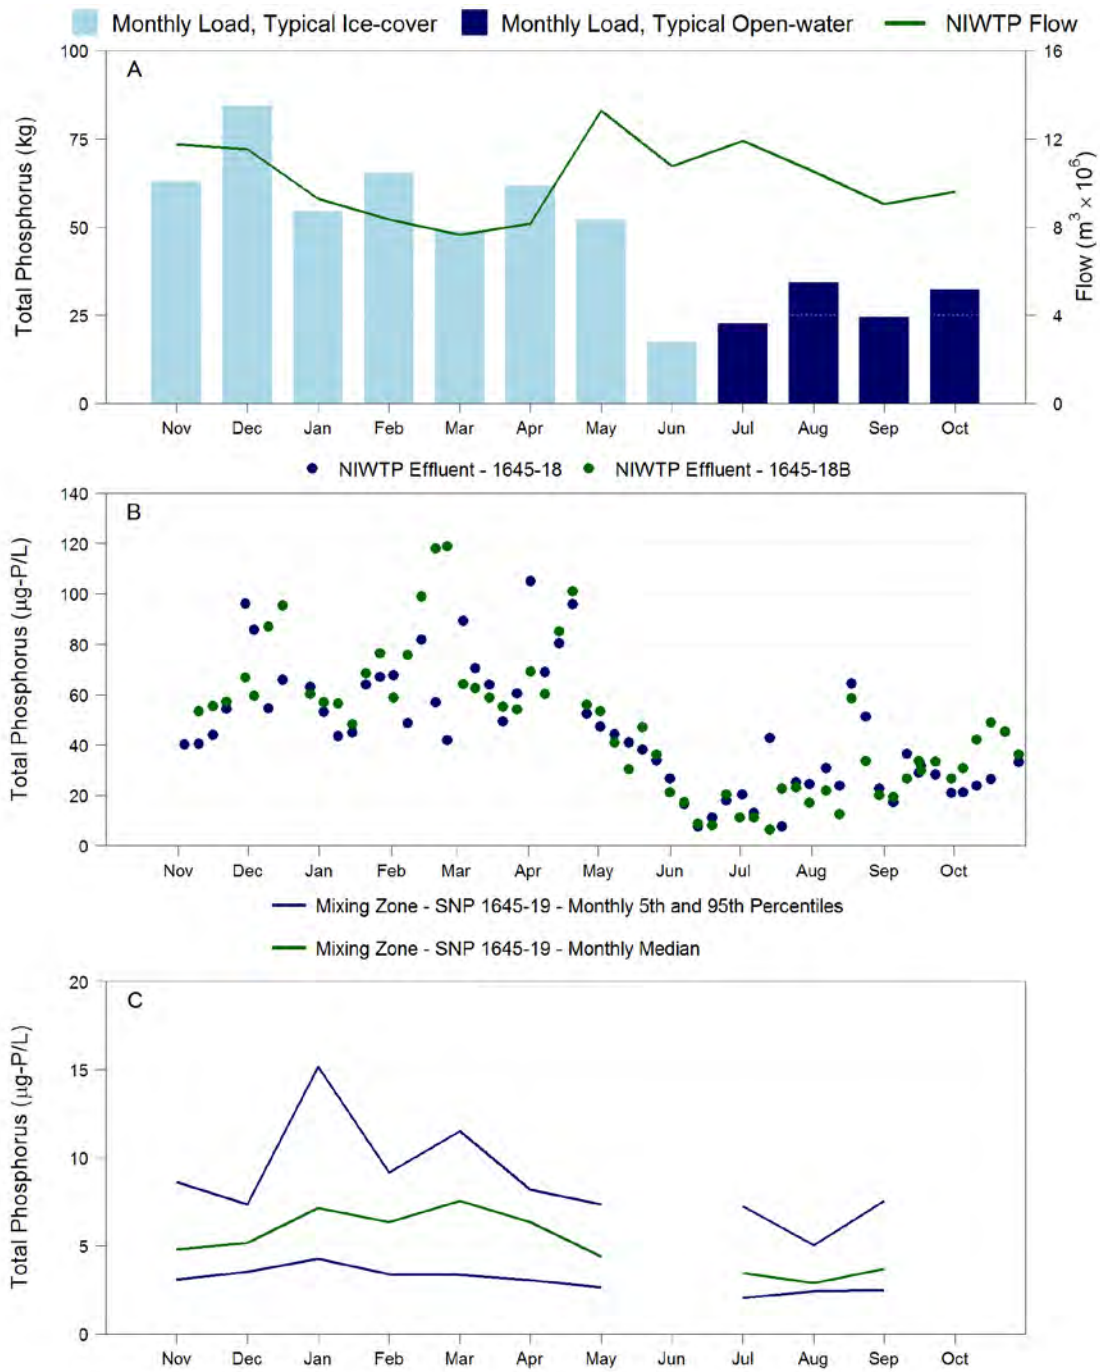 Monthly Load, Typical Ice-cover Monthly Load, Typical Open-water NIWTP Flow
A
Total Phosphorus (kg)
100
75
50
25
0
16
12
8
4
0
Flow (m³ × 10⁶)
Nov Dec Jan Feb Mar Apr May Jun Jul Aug Sep Oct
NIWTP Effluent - 1645-18 NIWTP Effluent - 1645-18B
B
Total Phosphorus (µg-P/L)
140
120
100
80
60
40
20
0
Nov Dec Jan Feb Mar Apr May Jun Jul Aug Sep Oct
Mixing Zone - SNP 1645-19 - Monthly 5th and 95th Percentiles
Mixing Zone - SNP 1645-19 - Monthly Median
C
Total Phosphorus (µg-P/L)
20
15
10
5
0
Nov Dec Jan Feb Mar Apr May Jun Jul Aug Sep Oct